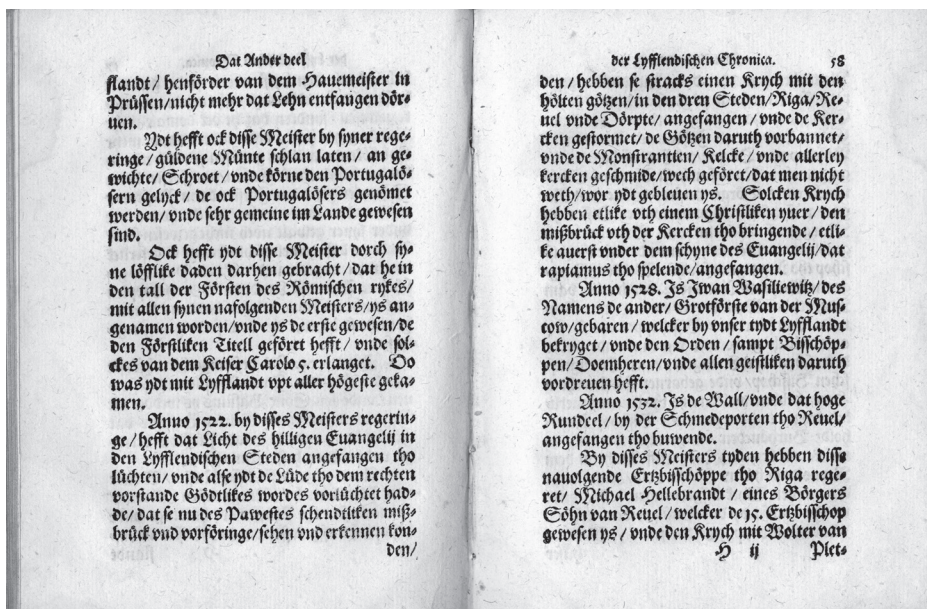 Dat Ander deel
fflandt / henförder van dem Hauemeister in
Prüssen/nicht mehr dat Lehn entfangen dör-
uen.
Ydt hefft ock disse Meister by syner rege-
ringe / güldene Münte schlan laten / an ge-
wichte/ Schroet / vnde körne den Portugalö-
sern gelyck / de ock Portugalösers genömet
werden/ vnde sehr gemeine im Lande gewesen
sind.
Ock hefft ydt disse Meister dorch sy-
ne löfflike daden darhen gebracht / dat he in
den tall der Försten des Römischen rykes/
mit allen synen nafolgenden Meisters/ys an-
genamen worden/vnde ys de erste gewesen/de
den Förstliken Titell geföret hefft / vnde sol-
ckes van dem Keiser Carolo 5. erlanget. Do
was ydt mit Lyfflandt vpt aller högeste geka-
men.
Anno 1522. by disses Meisters regerin-
ge / hefft dat Licht des hilligen Euangelij in
den Lyfflendischen Steden angefangen tho
lüchten/ vnde alse ydt de Lüde tho dem rechten
vorstande Gödtlikes wordes vorlüchtet had-
de/ dat se nu des Pawestes schendtliken miß-
brück vnd vorföringe/sehen vnd erkennen kon-
den/
der Lyfflendischen Chronica. 58
den / hebben se stracks einen Krych mit den
hölten götzen/in den dren Steden/Riga/Re-
uel vnde Dörpte/ angefangen / vnde de Ker-
cken gestormet/ de Götzen daruth vorbannet/
vnde de Monstrantien/ Kelcke/ vnde allerley
kercken geschmide/wech geföret/dat men nicht
weth/wor ydt gebleuen ys. Solcken Krych
hebben etlike vth einem Christliken yuer / den
mißbrück vth der Kercken tho bringende / etli-
ke auerst vnder dem schyne des Euangelij/dat
rapiamus tho spelende/angefangen.
Anno 1528. Is Iwan Wasiliewitz/ des
Namens de ander/ Grotförste van der Mus-
cow/gebaren / welcker by vnser tydt Lyfflandt
bekryget / vnde den Orden / sampt Bisschöp-
pen/ Doemheren/ vnde allen geistliken daruth
vordreuen hefft.
Anno 1532. Is de Wall/vnde dat hoge
Rundeel/ by der Schmedeporten tho Reuel/
angefangen tho buwende.
By disses Meisters tyden hebben disse
nauolgende Ertzbisschöppe tho Riga rege-
ret/ Michael Hellebrandt / eines Börgers
Söhn van Reuel/ welcker de 15. Ertzbisschop
gewesen ys / vnde den Krych mit Wolter van
H ij Plet-